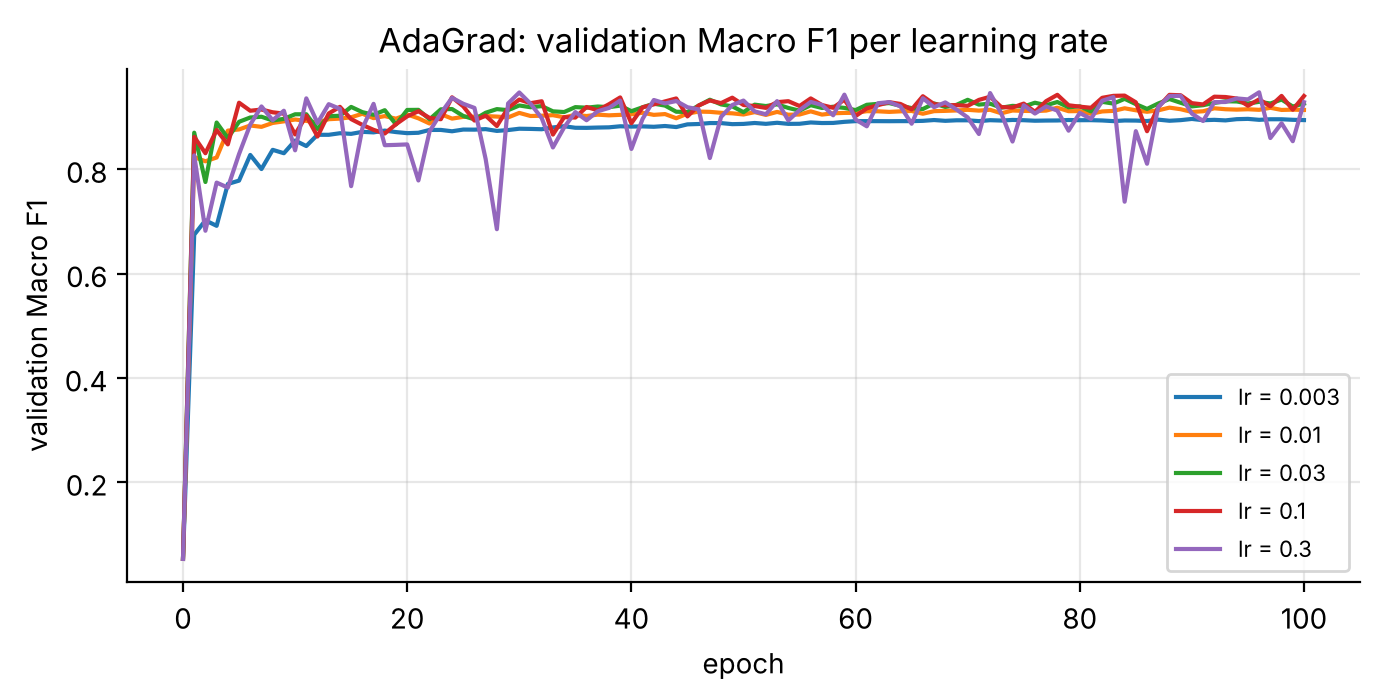 AdaGrad: validation Macro F1 per learning rate
validation Macro F1
0.8
0.6
0.4
0.2
0 20 40 60 80 100
epoch
lr = 0.003
lr = 0.01
lr = 0.03
lr = 0.1
lr = 0.3